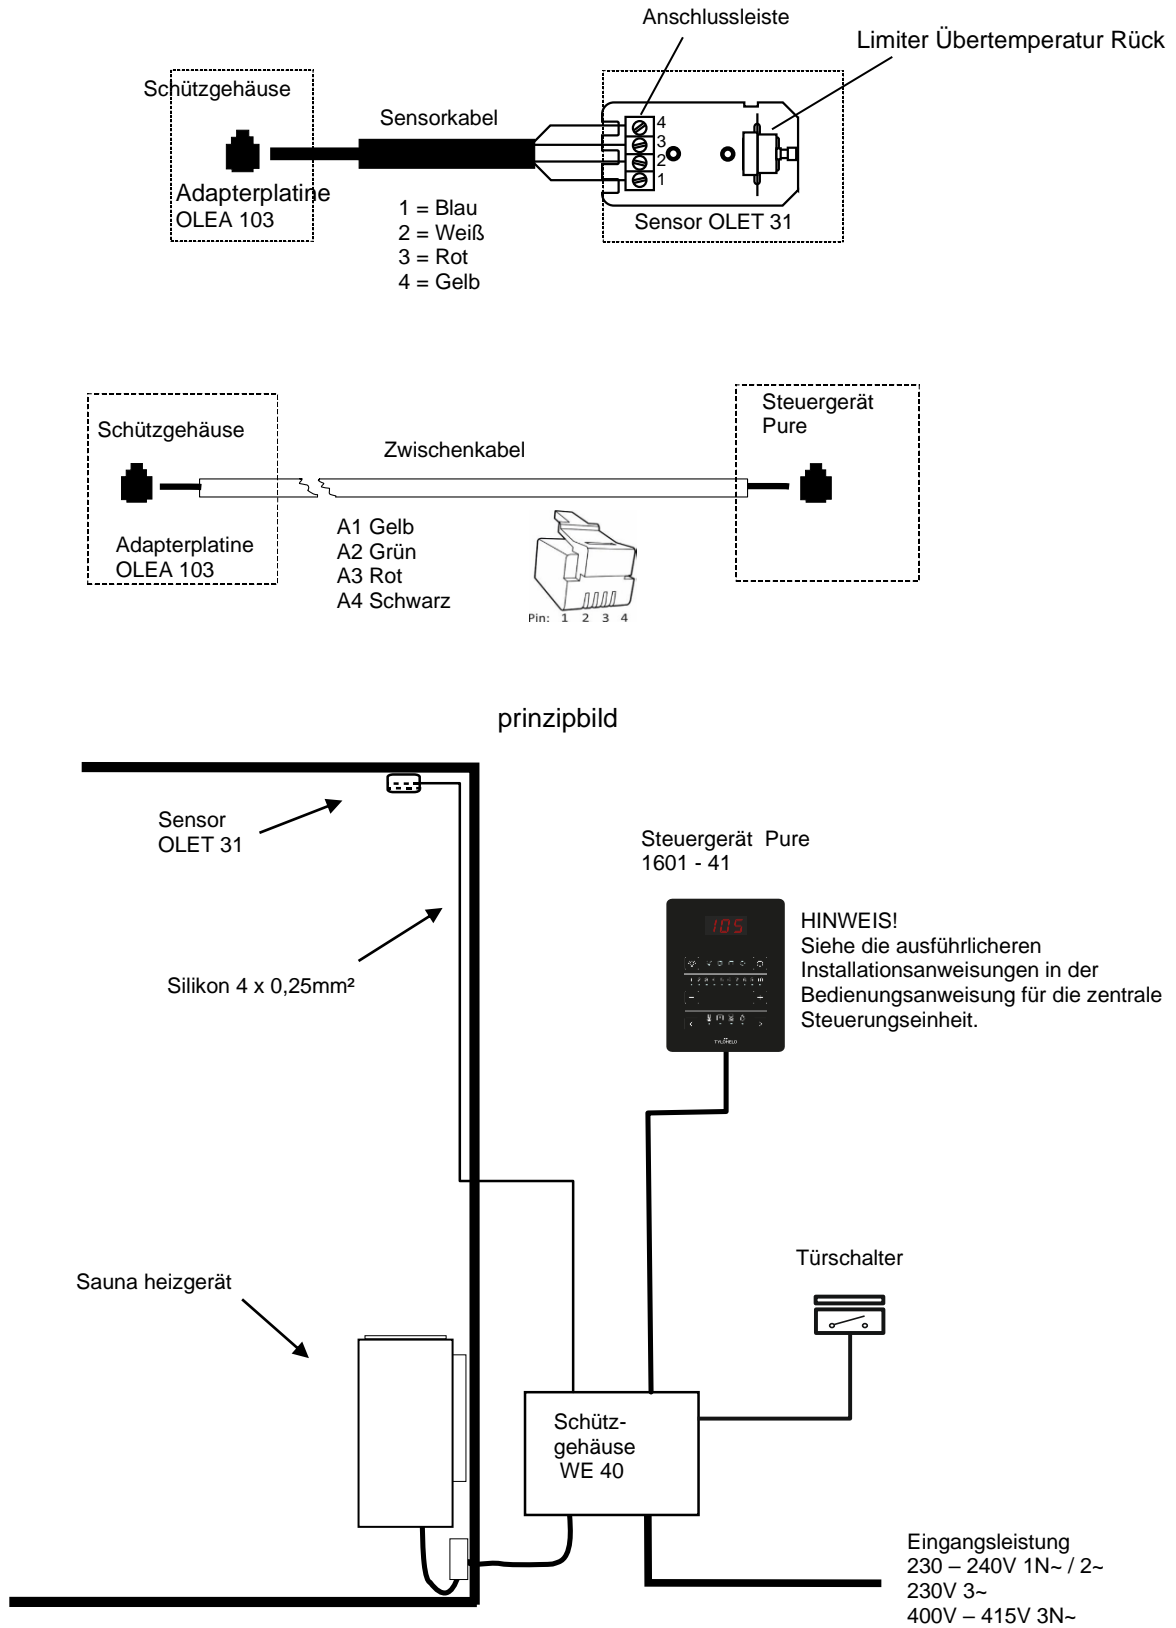 Anschlussleiste
Limiter Übertemperatur Rück
Schützgehäuse
Sensorkabel
4
3
2
1
Adapterplatine
OLEA 103
1 = Blau
2 = Weiß
3 = Rot
4 = Gelb
Sensor OLET 31
Steuergerät
Pure
Schützgehäuse
Zwischenkabel
Adapterplatine
OLEA 103
A1 Gelb
A2 Grün
A3 Rot
A4 Schwarz
Pin: 1 2 3 4
prinzipbild
Sensor
OLET 31
Steuergerät Pure
1601 - 41
105
HINWEIS!
Siehe die ausführlicheren
Installationsanweisungen in der
Bedienungsanweisung für die zentrale
Steuerungseinheit.
Silikon 4 x 0,25mm²
Türschalter
Sauna heizgerät
Schütz-
gehäuse
WE 40
Eingangsleistung
230 – 240V 1N~ / 2~
230V 3~
400V – 415V 3N~